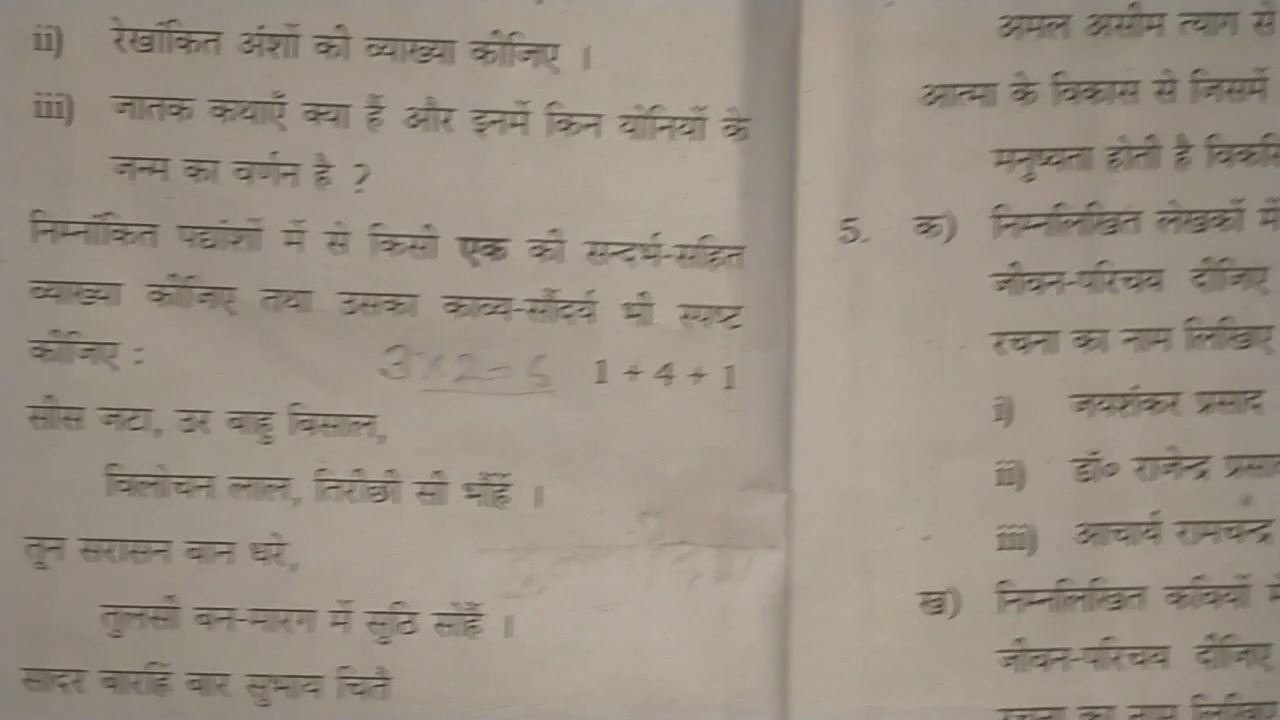 ii) रेखांकित अंशों की व्याख्या कीजिए ।
iii) जातक कथाएँ क्या हैं और इनमें किन योनियों के
जन्म का वर्णन है ?
निम्नांकित पद्यांशों में से किसी एक की सन्दर्भ-सहित
व्याख्या कीजिए तथा उसका काव्य-सौंदर्य भी स्पष्ट
कीजिए : 3×2=6 1 + 4 + 1
सीस जटा, उर बाहु बिसाल,
विलोचन लाल, तिरीछी सी भौंहैं ।
तून सरासन बान धरे,
तुलसी बन-मारग में सुठि सोहैं ।
सादर बारहिं बार सुभाय चितै
अमल असीम त्याग से
आत्मा के विकास से जिसमें
मनुष्यता होती है
5. क) निम्नलिखित लेखकों में
जीवन-परिचय दीजिए
रचना का नाम लिखिए
i) जयशंकर प्रसाद
ii) डॉ० राजेन्द्र
iii) आचार्य रामचन्द्र
ख) निम्नलिखित कवियों
जीवन-परिचय दीजिए
रचना का नाम